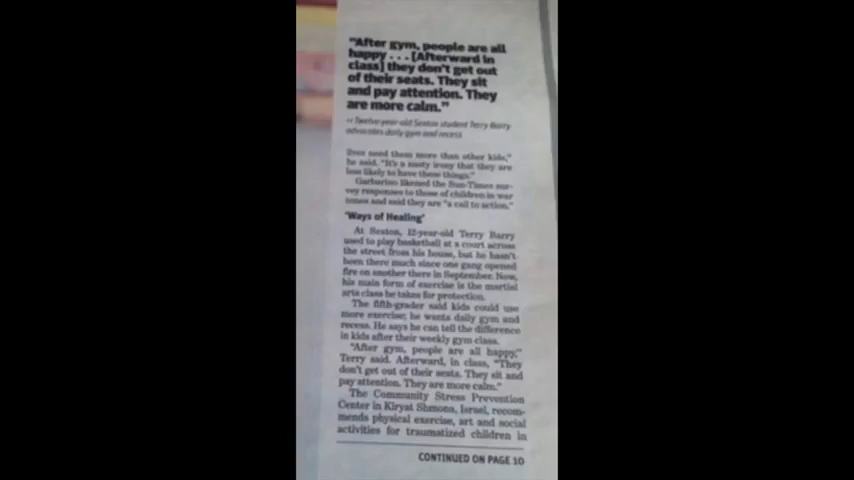 "After gym, people are all
happy . . . [Afterward in
class] they don't get out
of their seats. They sit
and pay attention. They
are more calm."
Twelve-year-old Sexton student Terry Barry
advocates daily gym and recess
lives need them more than other kids,"
he said. "It's a nasty irony that they are
less likely to have these things."
Garbarino likened the Sun-Times sur-
vey responses to those of children in war
zones and said they are "a call to action."
'Ways of Healing'
At Sexton, 12-year-old Terry Barry
used to play basketball at a court across
the street from his house, but he hasn't
been there much since one gang opened
fire on another there in September. Now,
his main form of exercise is the martial
arts class he takes for protection.
The fifth-grader said kids could use
more exercise; he wants daily gym and
recess. He says he can tell the difference
in kids after their weekly gym class.
"After gym, people are all happy,"
Terry said. Afterward, in class, "They
don't get out of their seats. They sit and
pay attention. They are more calm."
The Community Stress Prevention
Center in Kiryat Shmona, Israel, recom-
mends physical exercise, art and social
activities for traumatized children in
CONTINUED ON PAGE 10